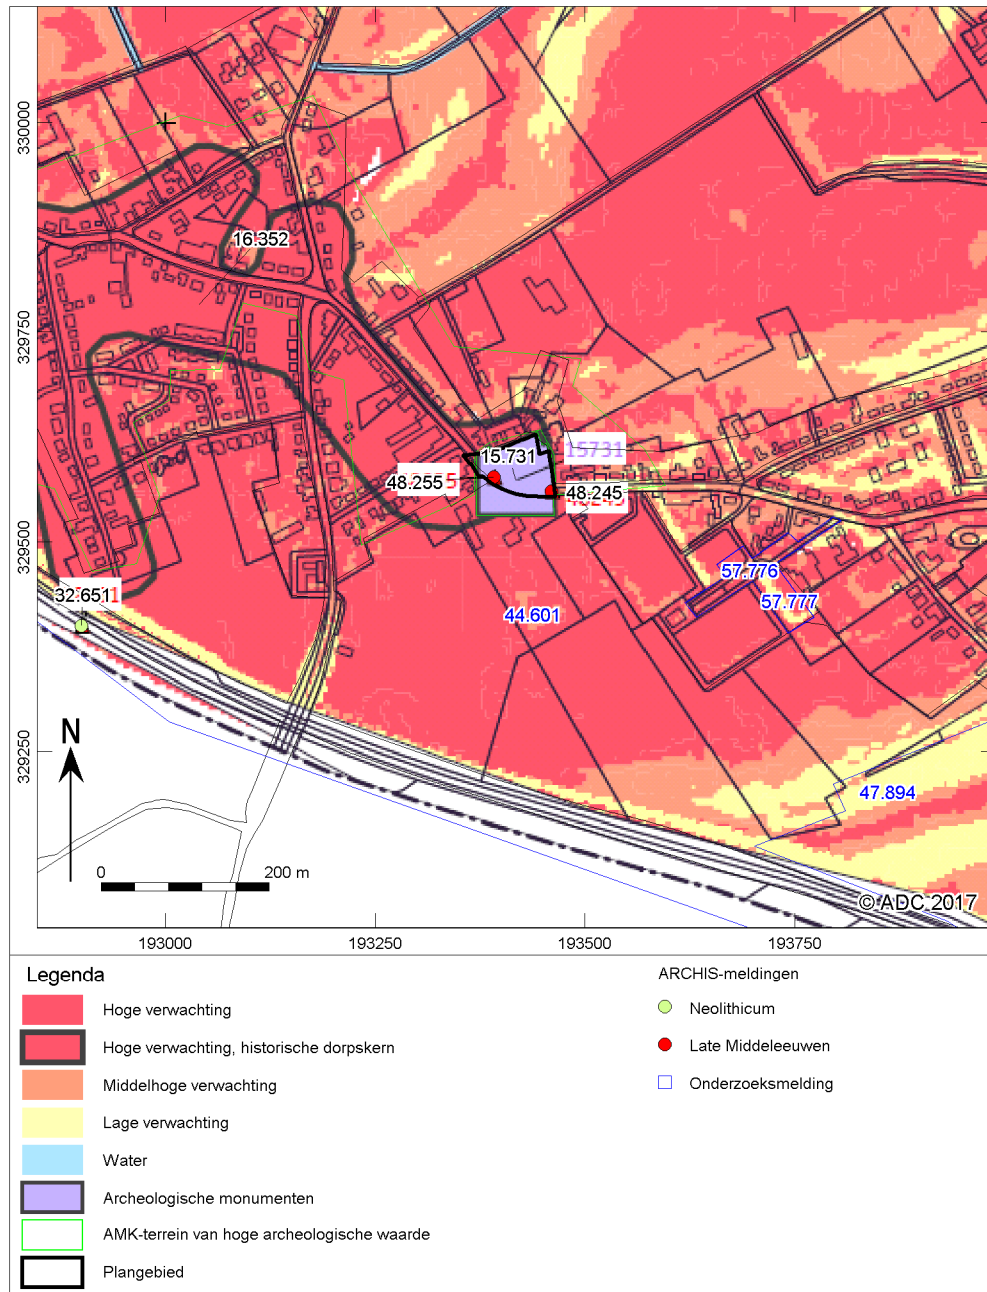 330000
329750
329500
329250
16.352
15.731
15731
48.255
48.245
32.651
57.776
57.777
44.601
47.894
N
0
200 m
© ADC 2017
193000
193250
193500
193750
Legenda
Hoge verwachting
Hoge verwachting, historische dorpskern
Middelhoge verwachting
Lage verwachting
Water
Archeologische monumenten
AMK-terrein van hoge archeologische waarde
Plangebied
ARCHIS-meldingen
Neolithicum
Late Middeleeuwen
Onderzoeksmelding